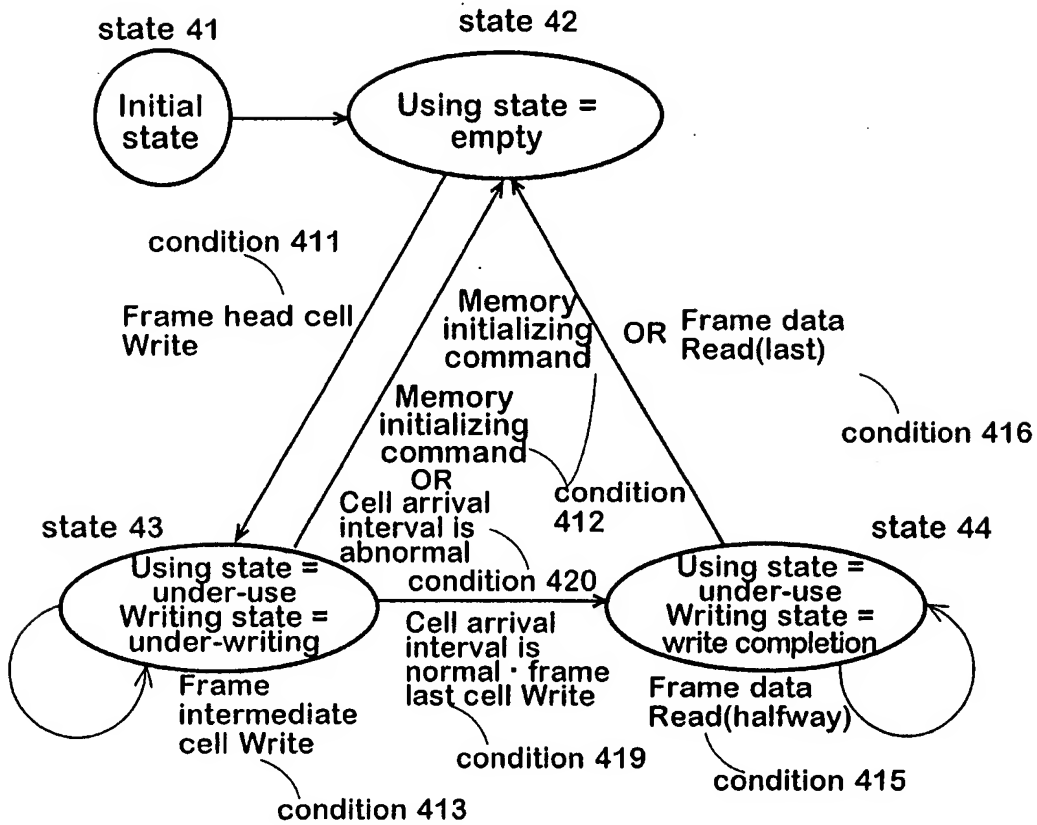 state 41
state 42
Initial
state
Using state =
empty
condition 411
Frame head cell
Write
Memory
initializing
command
OR
Frame data
Read(last)
condition 416
Memory
initializing
command
OR
Cell arrival
interval is
abnormal
condition
412
condition 420
state 43
Using state =
under-use
Writing state =
under-writing
state 44
Using state =
under-use
Writing state =
write completion
Cell arrival
interval is
normal · frame
last cell Write
condition 419
Frame
intermediate
cell Write
condition 413
Frame data
Read(halfway)
condition 415